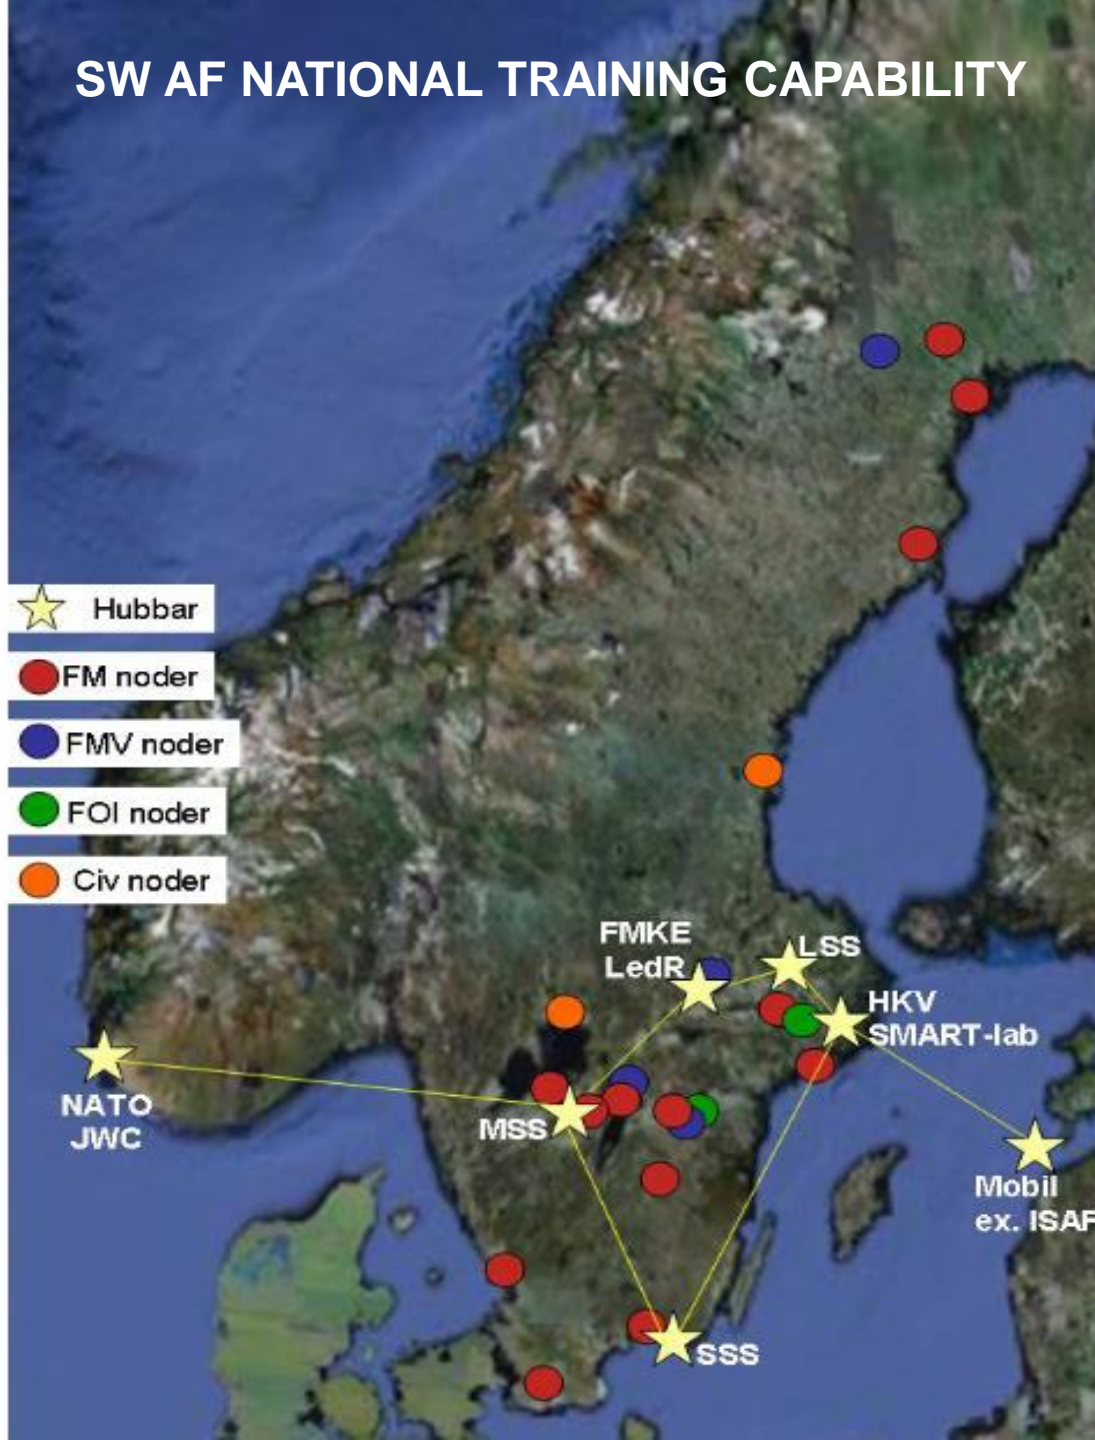 SW AF NATIONAL TRAINING CAPABILITY
Hubbar
FM noder
FMV noder
FOI noder
Civ noder
FMKE
LedR
LSS
HKV
SMART-lab
NATO
JWC
MSS
Mobil
ex. ISAF
SSS